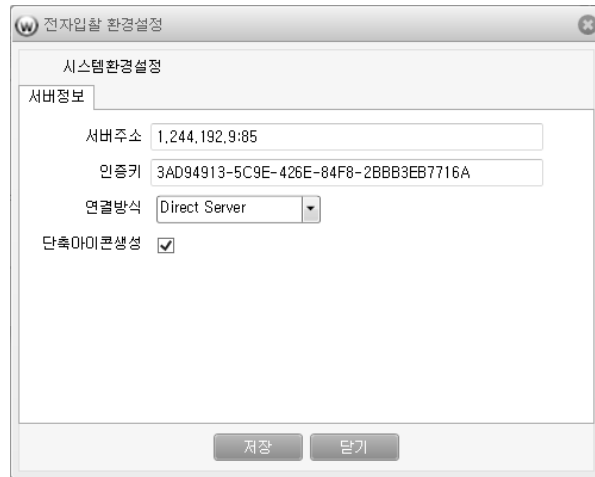 전자입찰 환경설정
시스템환경설정
서버정보
서버주소 1.244.192.9:85
인증키 3AD94913-5C9E-426E-84F8-2BBB3EB7716A
연결방식 Direct Server
단축아이콘생성
저장 닫기